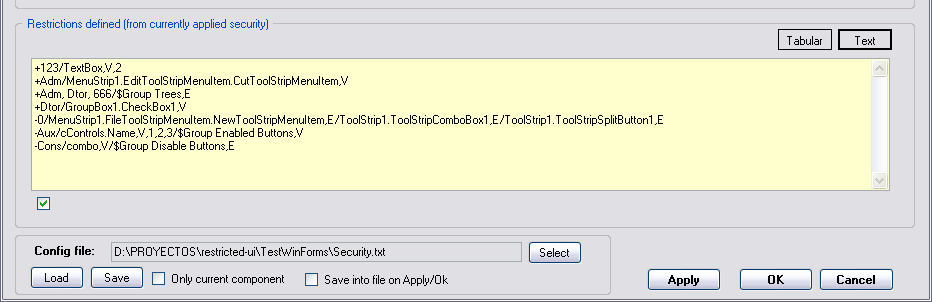 Restrictions defined (from currently applied security)
Tabular Text
+123/TextBox,V,2
+Adm/MenuStrip1.EditToolStripMenuItem.CutToolStripMenuItem,V
+Adm, Dtor, 666/$Group Trees,E
+Dtor/GroupBox1.CheckBox1,V
-0/MenuStrip1.FileToolStripMenuItem.NewToolStripMenuItem,E/ToolStrip1.ToolStripComboBox1,E/ToolStrip1.ToolStripSplitButton1,E
-Aux/cControls.Name,V,1,2,3/$Group Enabled Buttons,V
-Cons/combo,V/$Group Disable Buttons,E
Config file: D:\PROYECTOS\restricted-ui\Test\WinForms\Security.txt Select
Load Save Only current component Save into file on Apply/Ok Apply OK Cancel